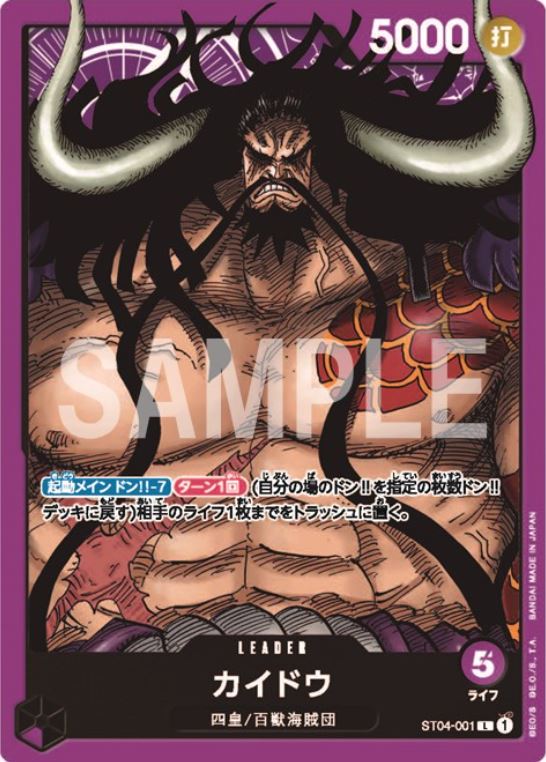 5000 打
SAMPLE
起動メイン ドン!!-7 ターン1回 (自分の場のドン!!を指定の枚数ドン!!
デッキに戻す)相手のライフ1枚までをトラッシュに置く。
LEADER
カイドウ
5
ライフ
四皇/百獣海賊団
ST04-001 L 1
©E.O/S ©E.O./S., T.A. BANDAI MADE IN JAPAN